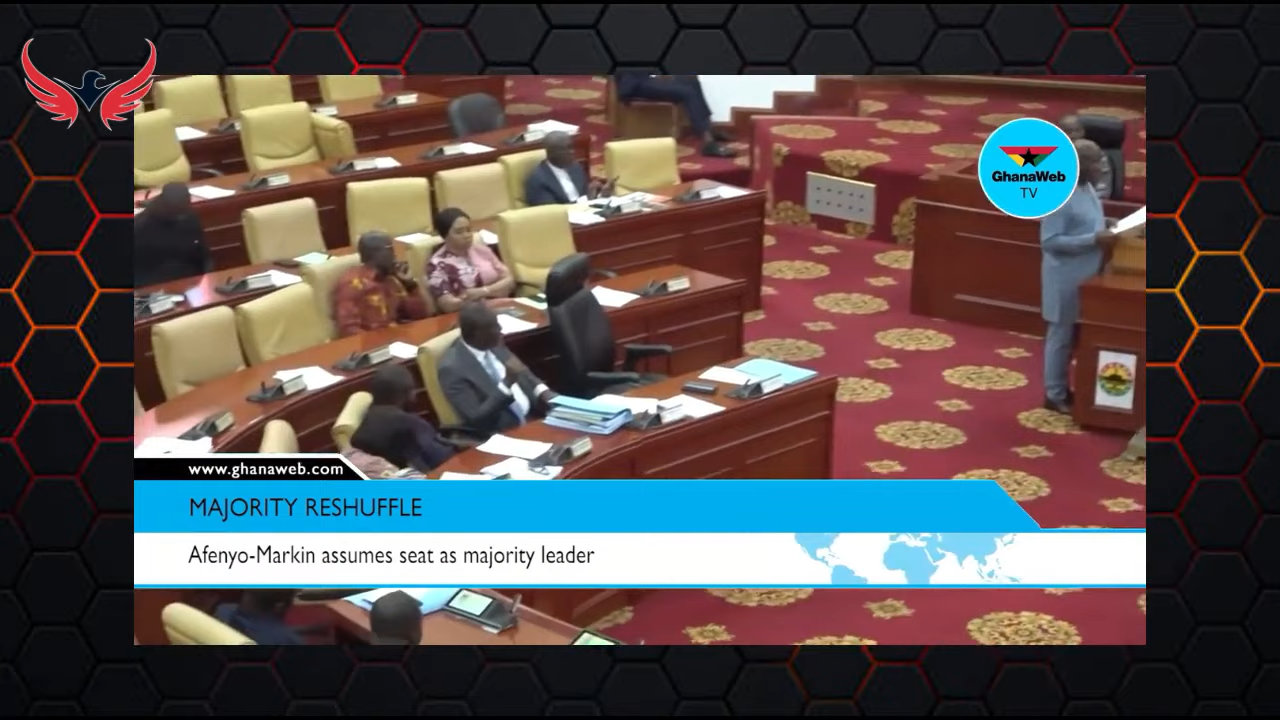 GhanaWeb
TV
www.ghanaweb.com
MAJORITY RESHUFFLE
Afenyo-Markin assumes seat as majority leader